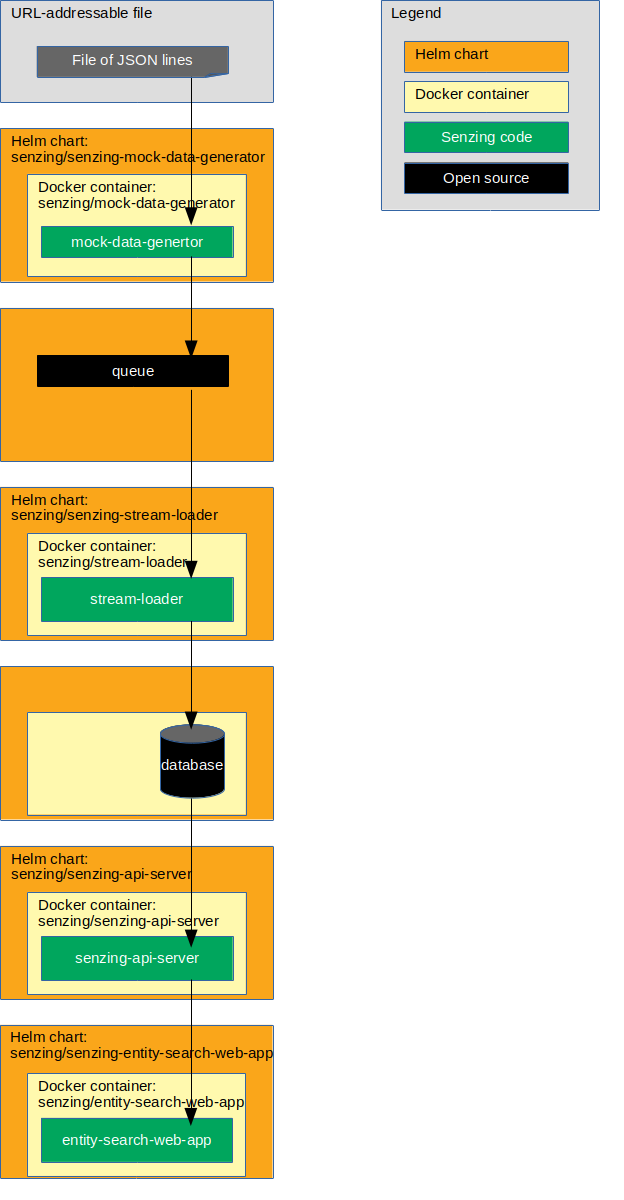 URL-addressable file
File of JSON lines
Helm chart:
senzing/senzing-mock-data-generator
Docker container:
senzing/mock-data-generator
mock-data-genertor
queue
Helm chart:
senzing/senzing-stream-loader
Docker container:
senzing/stream-loader
stream-loader
database
Helm chart:
senzing/senzing-api-server
Docker container:
senzing/senzing-api-server
senzing-api-server
Helm chart:
senzing/senzing-entity-search-web-app
Docker container:
senzing/entity-search-web-app
entity-search-web-app
Legend
Helm chart
Docker container
Senzing code
Open source